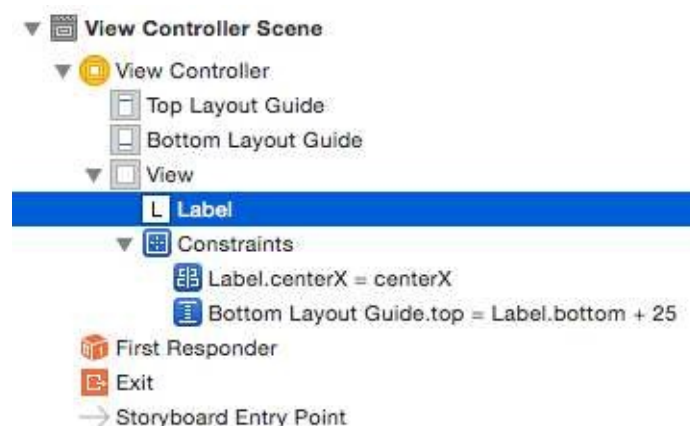 View Controller Scene
View Controller
Top Layout Guide
Bottom Layout Guide
View
L Label
Constraints
Label.centerX = centerX
Bottom Layout Guide.top = Label.bottom + 25
First Responder
Exit
Storyboard Entry Point